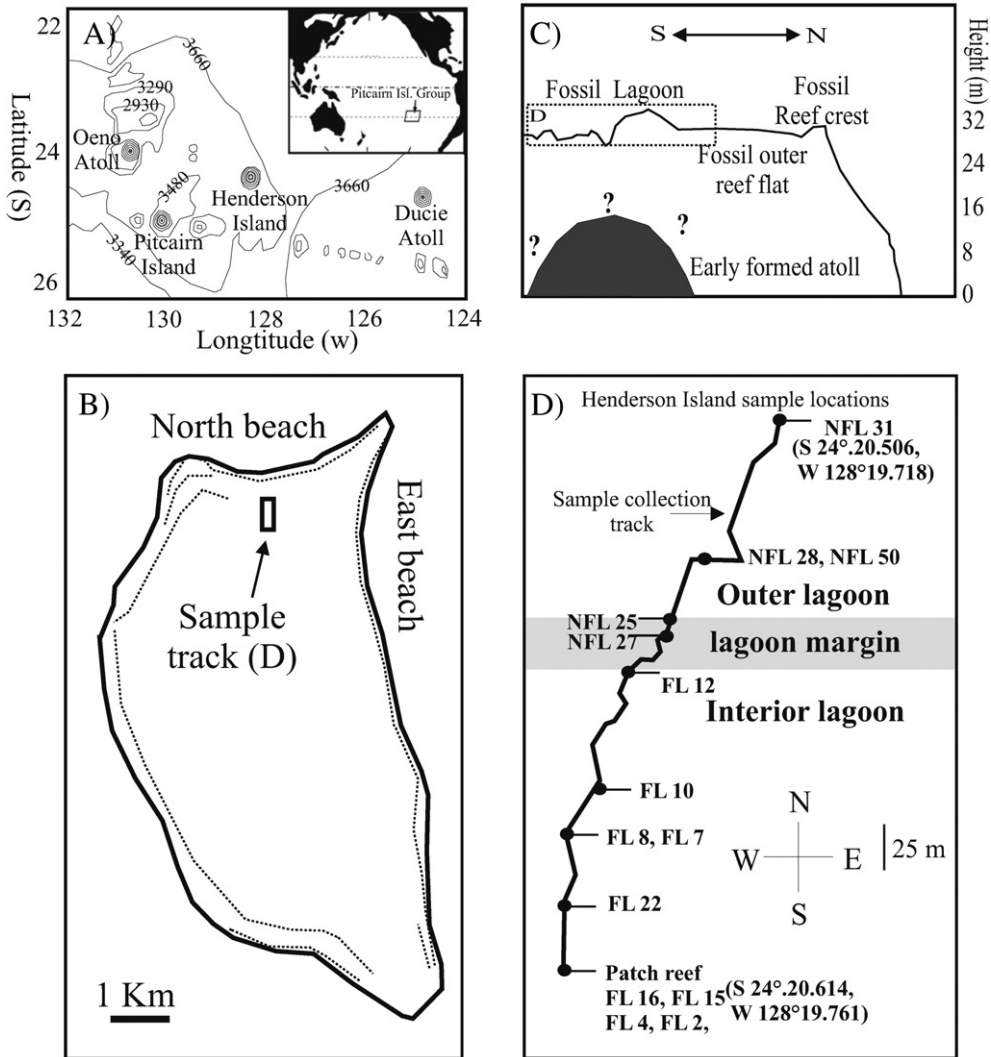 A)
22
24
26
Latitude (S)
132
130
128
126
124
Longtitude (w)
3660
3290
2930
Oeno
Atoll
3480
Pitcairn
Island
3340
Henderson
Island
3660
Ducie
Atoll
Pitcairn Isl. Group
C)
S
N
Height (m)
32
24
16
8
0
D
Fossil Lagoon
Fossil
Reef crest
Fossil outer
reef flat
?
?
?
Early formed atoll
B)
North beach
East beach
Sample
track (D)
1 Km
D)
Henderson Island sample locations
NFL 31
(S 24°.20.506,
W 128°19.718)
Sample collection
track
NFL 28, NFL 50
Outer lagoon
NFL 25
NFL 27
lagoon margin
FL 12
Interior lagoon
FL 10
FL 8, FL 7
FL 22
N
W
E
S
25 m
Patch reef
FL 16, FL 15
FL 4, FL 2,
(S 24°.20.614,
W 128°19.761)